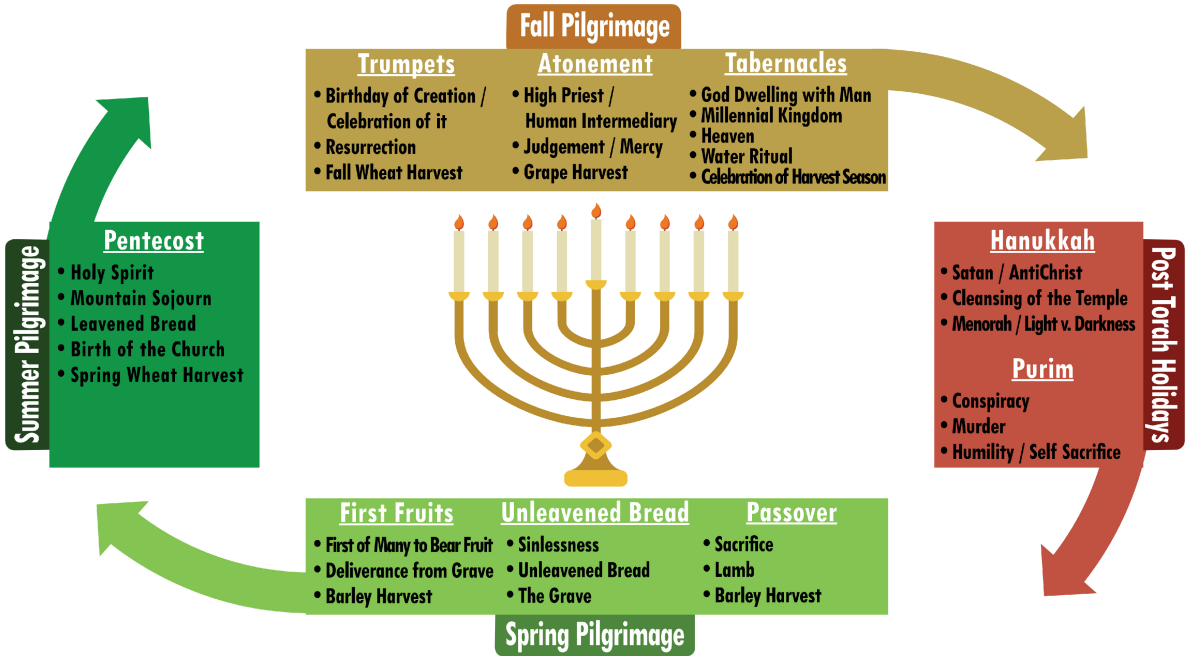 Fall Pilgrimage
Trumpets
• Birthday of Creation /
Celebration of it
• Resurrection
• Fall Wheat Harvest
Atonement
• High Priest /
Human Intermediary
• Judgement / Mercy
• Grape Harvest
Tabernacles
• God Dwelling with Man
• Millennial Kingdom
• Heaven
• Water Ritual
• Celebration of Harvest Season
Post Torah Holidays
Hanukkah
• Satan / AntiChrist
• Cleansing of the Temple
• Menorah / Light v. Darkness
Purim
• Conspiracy
• Murder
• Humility / Self Sacrifice
Spring Pilgrimage
First Fruits
• First of Many to Bear Fruit
• Deliverance from Grave
• Barley Harvest
Unleavened Bread
• Sinlessness
• Unleavened Bread
• The Grave
Passover
• Sacrifice
• Lamb
• Barley Harvest
Summer Pilgrimage
Pentecost
• Holy Spirit
• Mountain Sojourn
• Leavened Bread
• Birth of the Church
• Spring Wheat Harvest